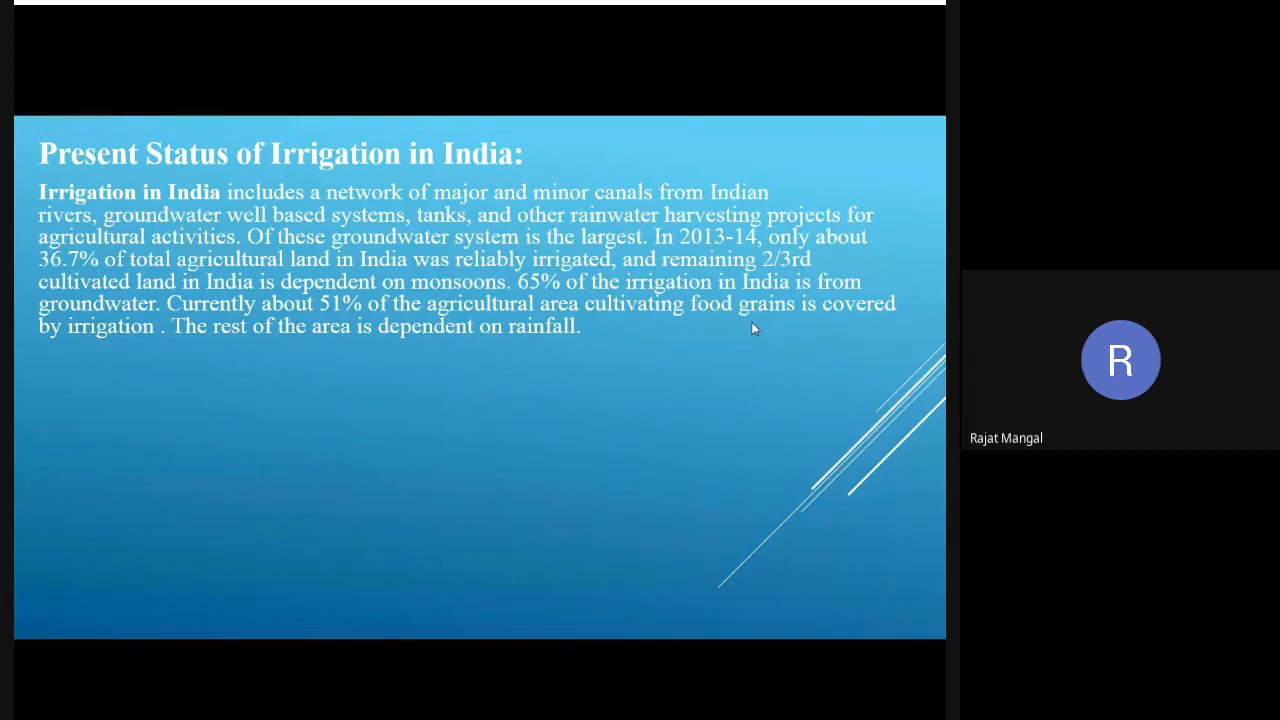 Present Status of Irrigation in India:
Irrigation in India includes a network of major and minor canals from Indian
rivers, groundwater well based systems, tanks, and other rainwater harvesting projects for
agricultural activities. Of these groundwater system is the largest. In 2013-14, only about
36.7% of total agricultural land in India was reliably irrigated, and remaining 2/3rd
cultivated land in India is dependent on monsoons. 65% of the irrigation in India is from
groundwater. Currently about 51% of the agricultural area cultivating food grains is covered
by irrigation . The rest of the area is dependent on rainfall.
R
Rajat Mangal